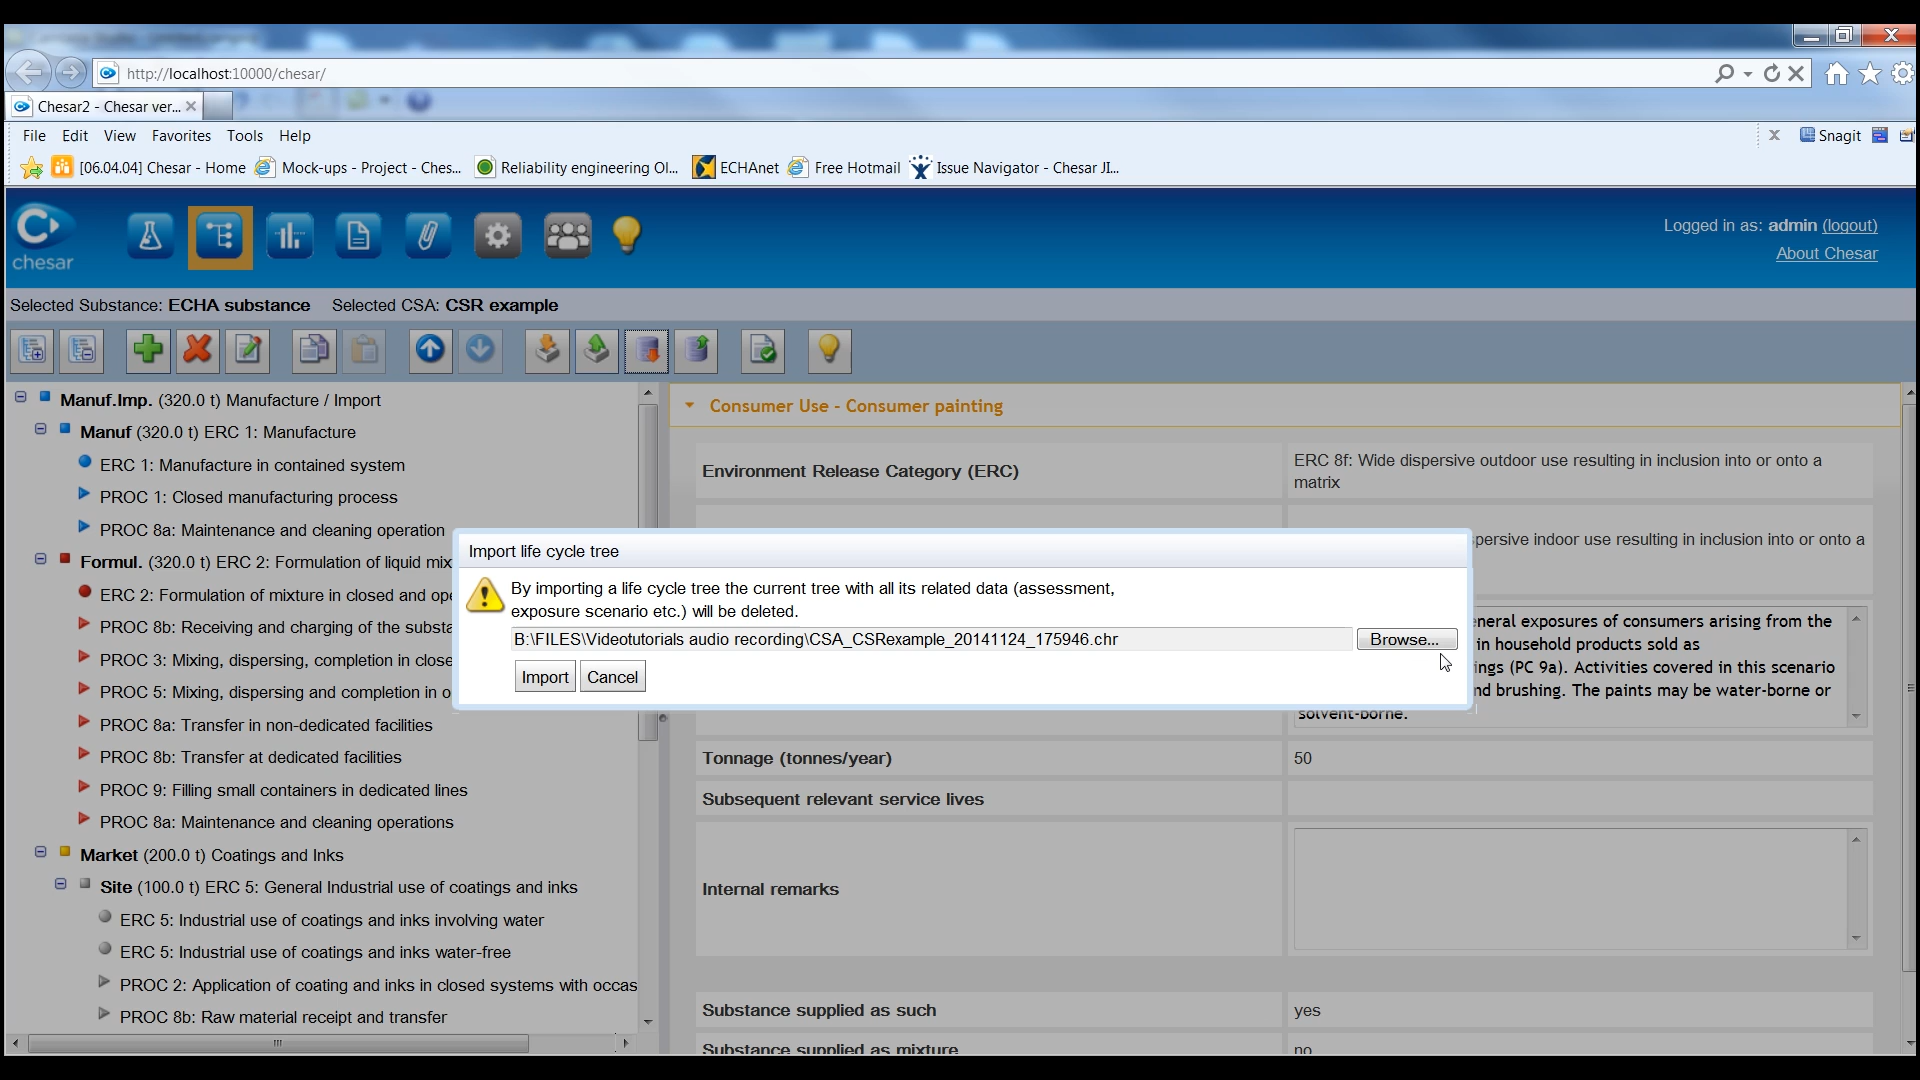 http://localhost:10000/chesar/
Chesar2 - Chesar ver...
File Edit View Favorites Tools Help
Snagit
[06.04.04] Chesar - Home
Mock-ups - Project - Ches...
Reliability engineering Ol...
ECHAnet
Free Hotmail
Issue Navigator - Chesar JI...
chesar
Logged in as: admin (logout)
About Chesar
Selected Substance: ECHA substance Selected CSA: CSR example
Manuf.Imp. (320.0 t) Manufacture / Import
Manuf (320.0 t) ERC 1: Manufacture
ERC 1: Manufacture in contained system
PROC 1: Closed manufacturing process
PROC 8a: Maintenance and cleaning operation
Formul. (320.0 t) ERC 2: Formulation of liquid mix
ERC 2: Formulation of mixture in closed and ope
PROC 8b: Receiving and charging of the substa
PROC 3: Mixing, dispersing, completion in close
PROC 5: Mixing, dispersing and completion in o
PROC 8a: Transfer in non-dedicated facilities
PROC 8b: Transfer at dedicated facilities
PROC 9: Filling small containers in dedicated lines
PROC 8a: Maintenance and cleaning operations
Market (200.0 t) Coatings and Inks
Site (100.0 t) ERC 5: General Industrial use of coatings and inks
ERC 5: Industrial use of coatings and inks involving water
ERC 5: Industrial use of coatings and inks water-free
PROC 2: Application of coating and inks in closed systems with occas
PROC 8b: Raw material receipt and transfer
Import life cycle tree
By importing a life cycle tree the current tree with all its related data (assessment,
exposure scenario etc.) will be deleted.
B:\FILES\Videotutorials audio recording\CSA_CSRexample_20141124_175946.chr
Browse...
Import
Cancel
Consumer Use - Consumer painting
Environment Release Category (ERC)
ERC 8f: Wide dispersive outdoor use resulting in inclusion into or onto a
matrix
persive indoor use resulting in inclusion into or onto a
neral exposures of consumers arising from the
in household products sold as
ings (PC 9a). Activities covered in this scenario
nd brushing. The paints may be water-borne or
solvent-borne.
Tonnage (tonnes/year)
50
Subsequent relevant service lives
Internal remarks
Substance supplied as such
yes
Substance supplied as mixture
no